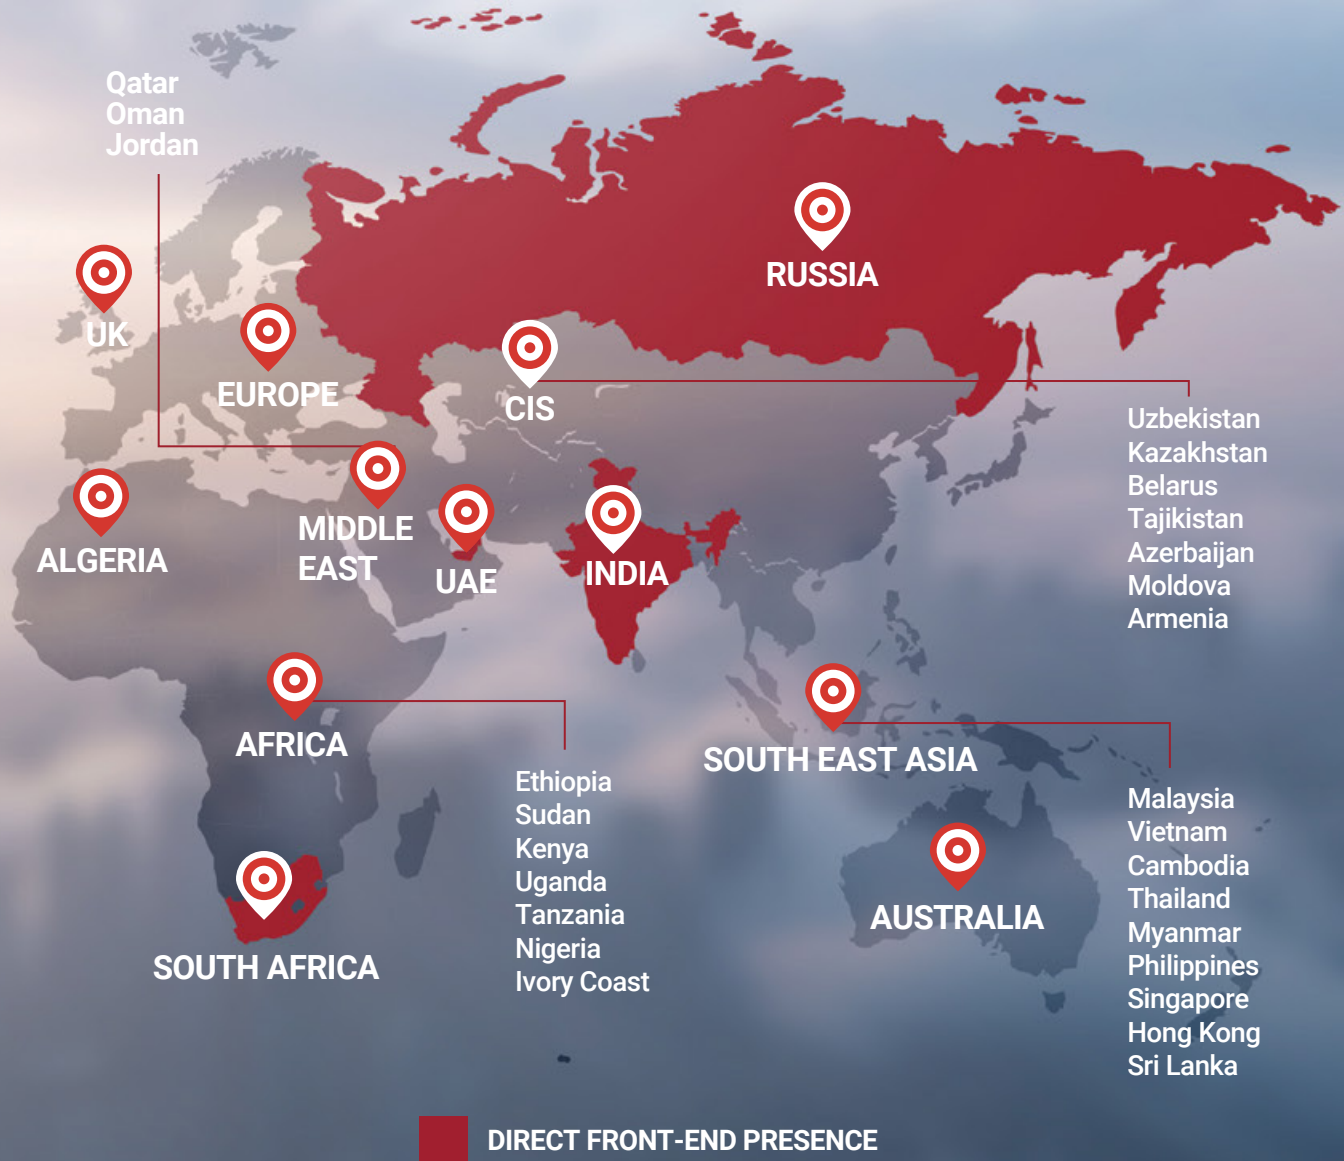 Qatar
Oman
Jordan
RUSSIA
UK
EUROPE
CIS
Uzbekistan
Kazakhstan
Belarus
Tajikistan
Azerbaijan
Moldova
Armenia
ALGERIA
MIDDLE
EAST
UAE
INDIA
AFRICA
Ethiopia
Sudan
Kenya
Uganda
Tanzania
Nigeria
Ivory Coast
SOUTH EAST ASIA
Malaysia
Vietnam
Cambodia
Thailand
Myanmar
Philippines
Singapore
Hong Kong
Sri Lanka
AUSTRALIA
SOUTH AFRICA
DIRECT FRONT-END PRESENCE